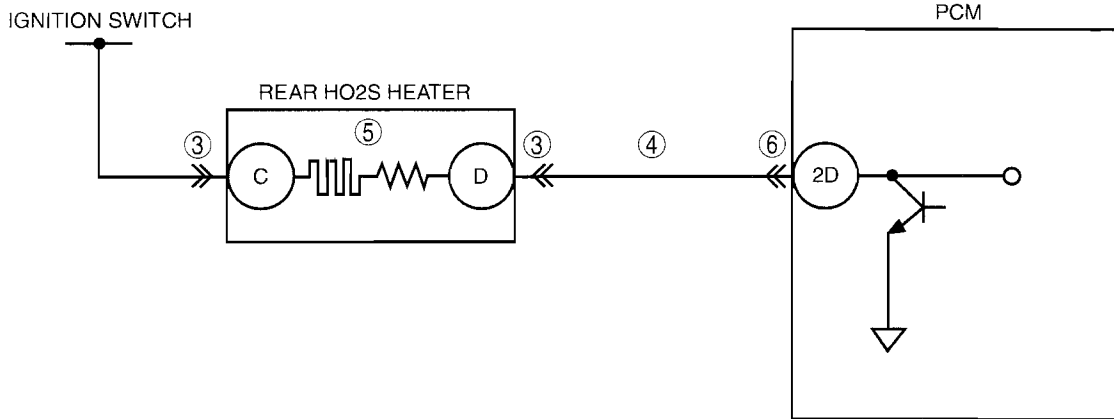 PCM
IGNITION SWITCH
REAR HO2S HEATER
③ ⑤ ③ ④ ⑥
C D 2D